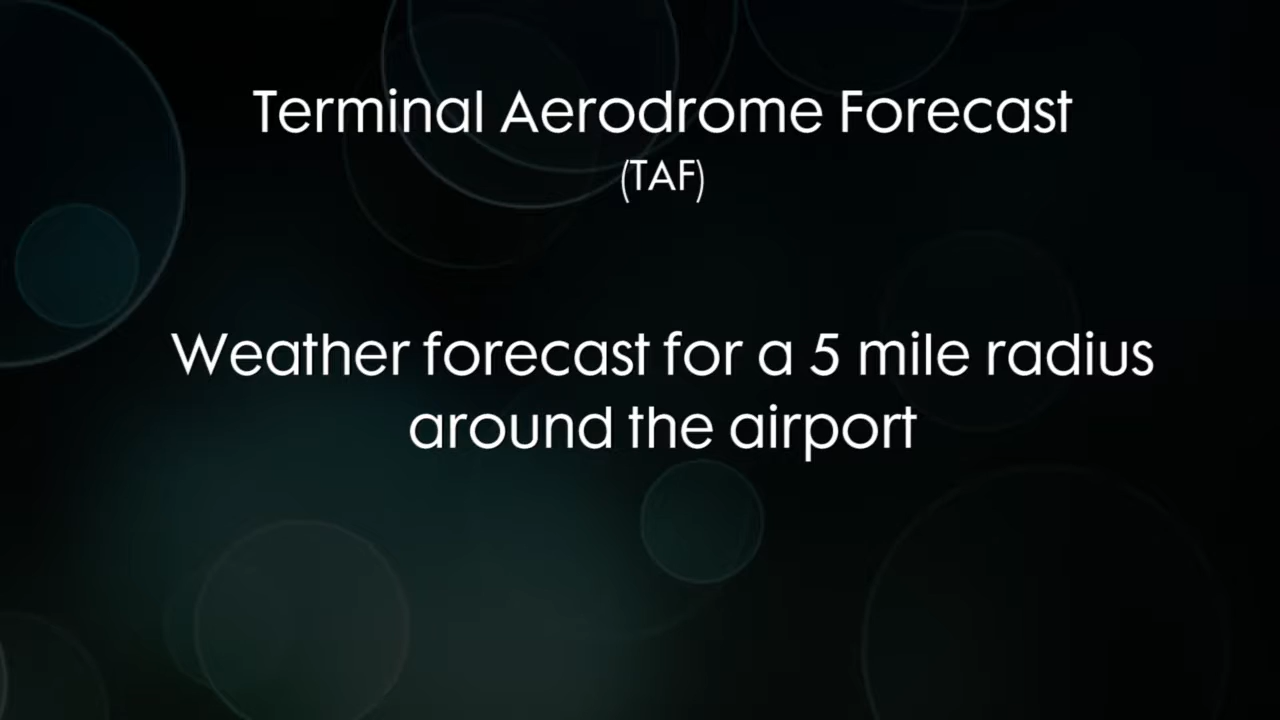 Terminal Aerodrome Forecast
(TAF)
Weather forecast for a 5 mile radius
around the airport